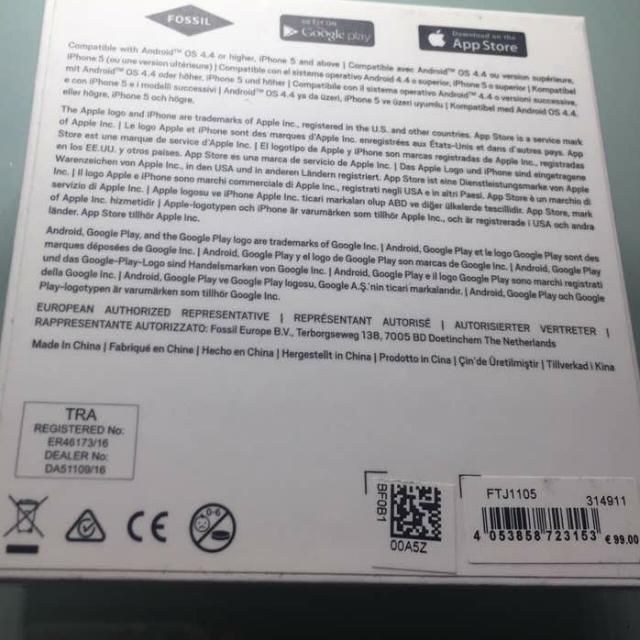 FOSSIL
GET IT ON
Google play
Download on the
App Store
Compatible with Android™ OS 4.4 or higher, iPhone 5 and above | Compatible avec Android™ OS 4.4 ou version supérieure,
iPhone 5 (ou une version ultérieure) | Compatible con el sistema operativo Android 4.4 o superior, iPhone 5 o superior | Kompatibel
mit Android™ OS 4.4 oder höher, iPhone 5 und höher | Compatibile con il sistema operativo Android™ 4.4 o versioni successive,
e con iPhone 5 e i modelli successivi | Android™ OS 4.4 ya da üzeri, iPhone 5 ve üzeri uyumlu | Kompatibel med Android OS 4.4
eller högre, iPhone 5 och högre.
The Apple logo and iPhone are trademarks of Apple Inc., registered in the U.S. and other countries. App Store is a service mark
of Apple Inc. | Le logo Apple et iPhone sont des marques d'Apple Inc. enregistrées aux États-Unis et dans d'autres pays. App
Store est une marque de service d'Apple Inc. | El logotipo de Apple y iPhone son marcas registradas de Apple Inc., registradas
en los EE.UU. y otros países. App Store es una marca de servicio de Apple Inc. | Das Apple Logo und iPhone sind eingetragene
Warenzeichen von Apple Inc., in den USA und in anderen Ländern registriert. App Store ist eine Dienstleistungsmarke von Apple
Inc. | Il logo Apple e iPhone sono marchi commerciale di Apple Inc., registrati negli USA e in altri Paesi. App Store è un marchio di
servizio di Apple Inc. | Apple logosu ve iPhone Apple Inc. ticari markaları olup ABD ve diğer ülkelerde tescillidir. App Store, mark
of Apple Inc. hizmetidir | Apple-logotypen och iPhone är varumärken som tillhör Apple Inc., och är registrerade i USA och andra
länder. App Store tillhör Apple Inc.
Android, Google Play, and the Google Play logo are trademarks of Google Inc. | Android, Google Play et le logo Google Play sont des
marques déposées de Google Inc. | Android, Google Play y el logo de Google Play son marcas de Google Inc. | Android, Google Play
und das Google-Play-Logo sind Handelsmarken von Google Inc. | Android, Google Play e il logo Google Play sono marchi registrati
della Google Inc. | Android, Google Play ve Google Play logosu, Google A.Ş.'nin ticari markalarıdır. | Android, Google Play och Google
Play-logotypen är varumärken som tillhör Google Inc.
EUROPEAN AUTHORIZED REPRESENTATIVE | REPRÉSENTANT AUTORISÉ | AUTORISIERTER VERTRETER |
RAPPRESENTANTE AUTORIZZATO: Fossil Europe B.V., Terborgseweg 138, 7005 BD Doetinchem The Netherlands
Made In China | Fabriqué en Chine | Hecho en China | Hergestellt in China | Prodotto in Cina | Çin'de Üretilmiştir | Tillverkad i Kina
TRA
REGISTERED No:
ER46173/16
DEALER No:
DA51109/16
CE
0-3
BF0B1
00A5Z
FTJ1105 314911
4 053858 723153 € 99.00